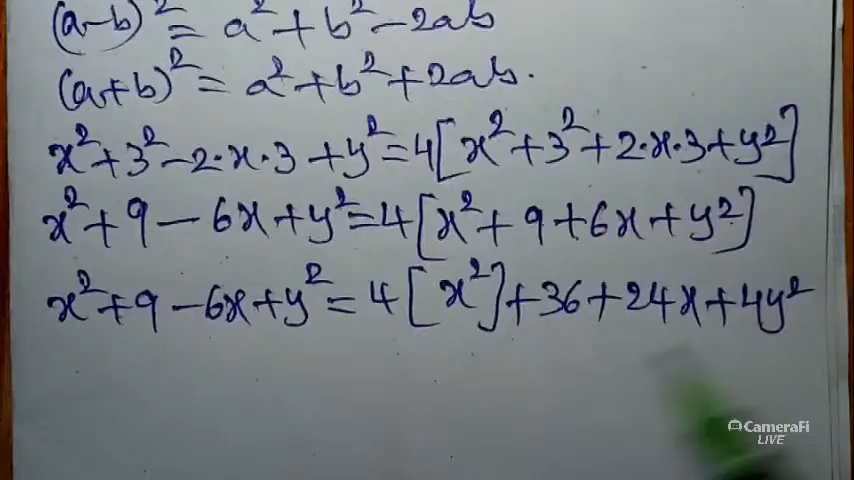 (a-b)² = a² + b² - 2ab
(a+b)² = a² + b² + 2ab.
x² + 3² - 2·x·3 + y² = 4[x² + 3² + 2·x·3 + y²]
x² + 9 - 6x + y² = 4[x² + 9 + 6x + y²]
x² + 9 - 6x + y² = 4[x²] + 36 + 24x + 4y²
CameraFi
LIVE